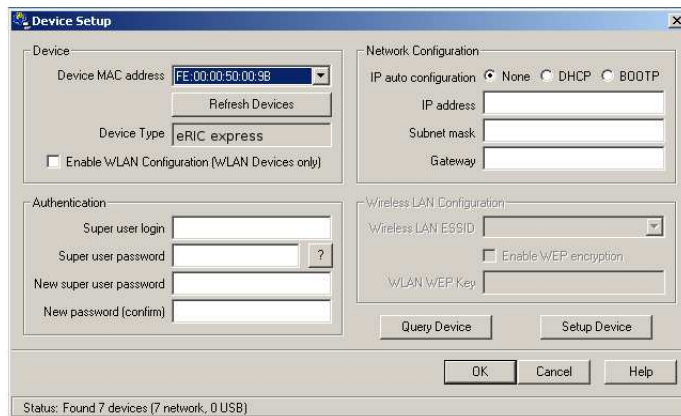 Device Setup
Device
Device MAC address FE:00:00:50:00:9B
Refresh Devices
Device Type eRIC express
Enable WLAN Configuration (WLAN Devices only)
Network Configuration
IP auto configuration None DHCP BOOTP
IP address
Subnet mask
Gateway
Authentication
Super user login
Super user password ?
New super user password
New password (confirm)
Wireless LAN Configuration
Wireless LAN ESSID
Enable WEP encryption
WLAN WEP Key
Query Device Setup Device
OK Cancel Help
Status: Found 7 devices (7 network, 0 USB)